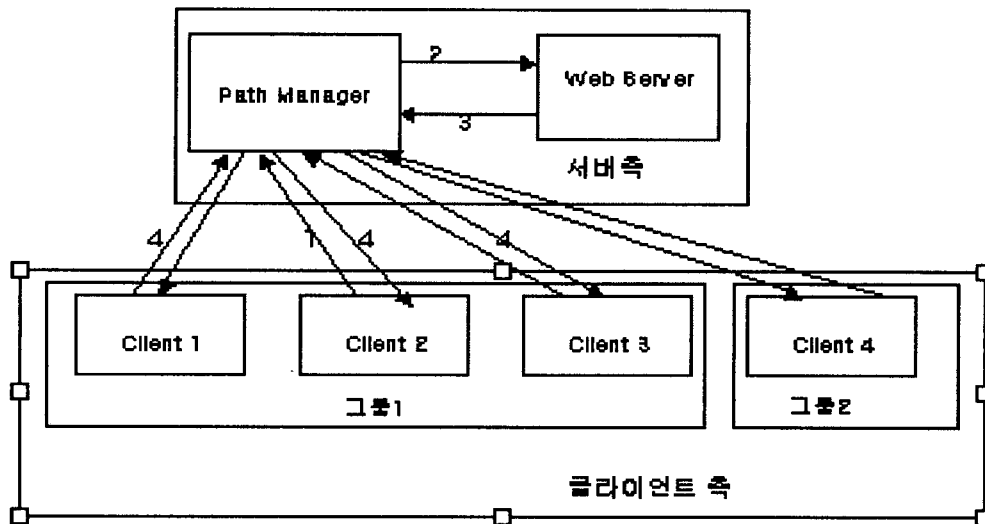 2
Path Manager
Web Server
3
서버측
4
1
4
4
Client 1
Client 2
Client 3
Client 4
그룹1
그룹2
클라이언트 측